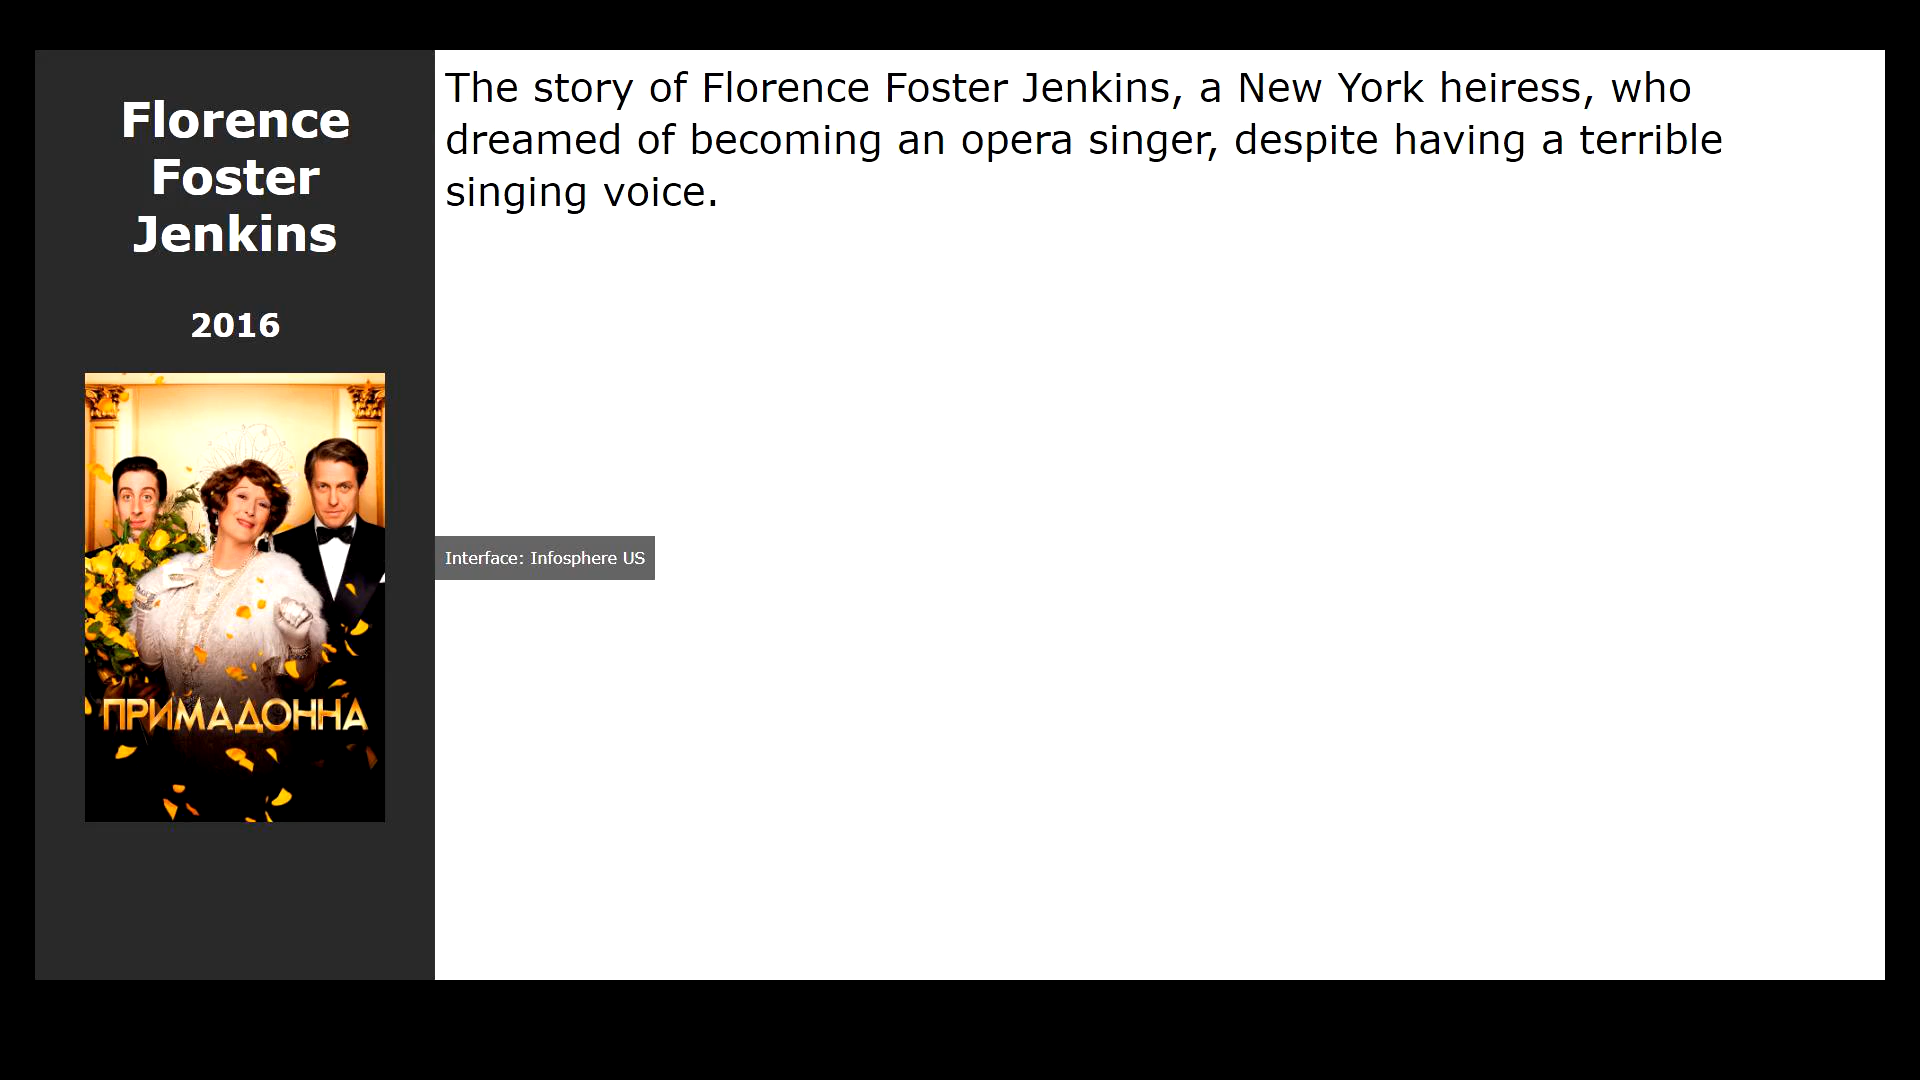 Florence
Foster
Jenkins
2016
ПРИМАДОННА
The story of Florence Foster Jenkins, a New York heiress, who
dreamed of becoming an opera singer, despite having a terrible
singing voice.
Interface: Infosphere US